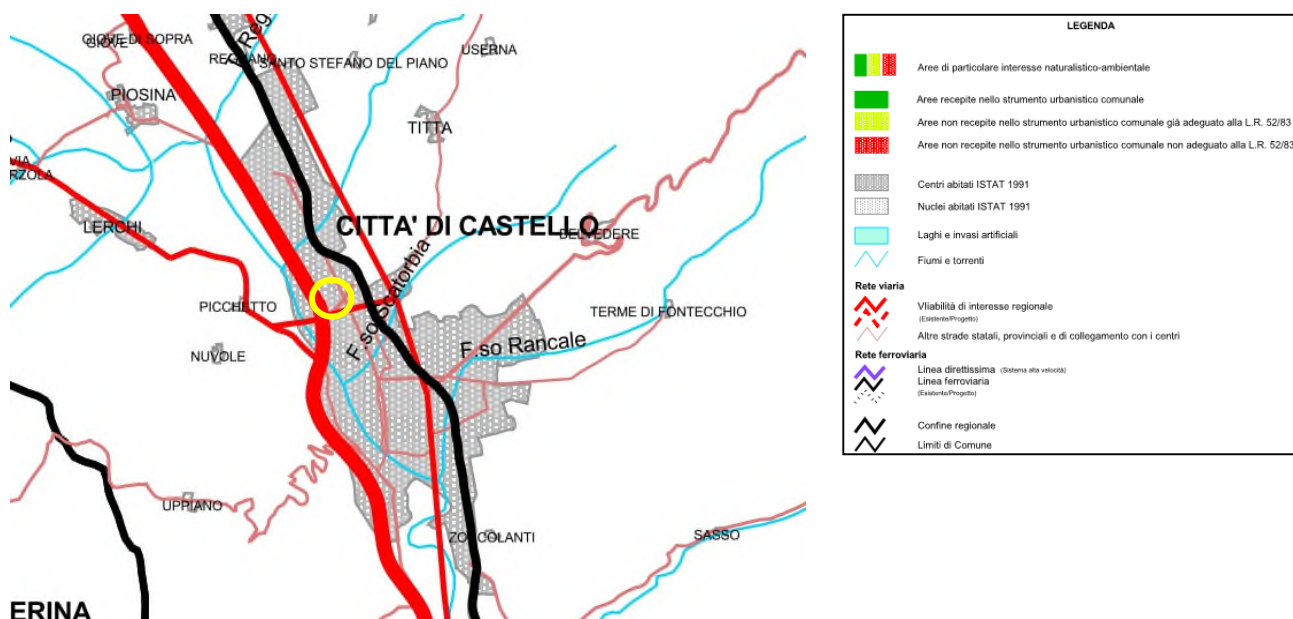 GIOVE DI SOPRA
GIOVE
REGNANO
SANTO STEFANO DEL PIANO
USERNA
PIOSINA
TITTA
VIA
RZOLA
LERCHI
CITTA' DI CASTELLO
BELVEDERE
F.so Scatorbia
PICCHETTO
TERME DI FONTECCHIO
NUVOLE
F.so Rancale
UPPIANO
ZOCCOLANTI
SASSO
ERINA
LEGENDA
Aree di particolare interesse naturalistico-ambientale
Aree recepite nello strumento urbanistico comunale
Aree non recepite nello strumento urbanistico comunale già adeguato alla L.R. 52/83
Aree non recepite nello strumento urbanistico comunale non adeguato alla L.R. 52/83
Centri abitati ISTAT 1991
Nuclei abitati ISTAT 1991
Laghi e invasi artificiali
Fiumi e torrenti
Rete viaria
VIiabilità di interesse regionale
(Esistente/Progetto)
Altre strade statali, provinciali e di collegamento con i centri
Rete ferroviaria
Linea direttissima (Sistema alta velocità)
Linea ferroviaria
(Esistente/Progetto)
Confine regionale
Limiti di Comune